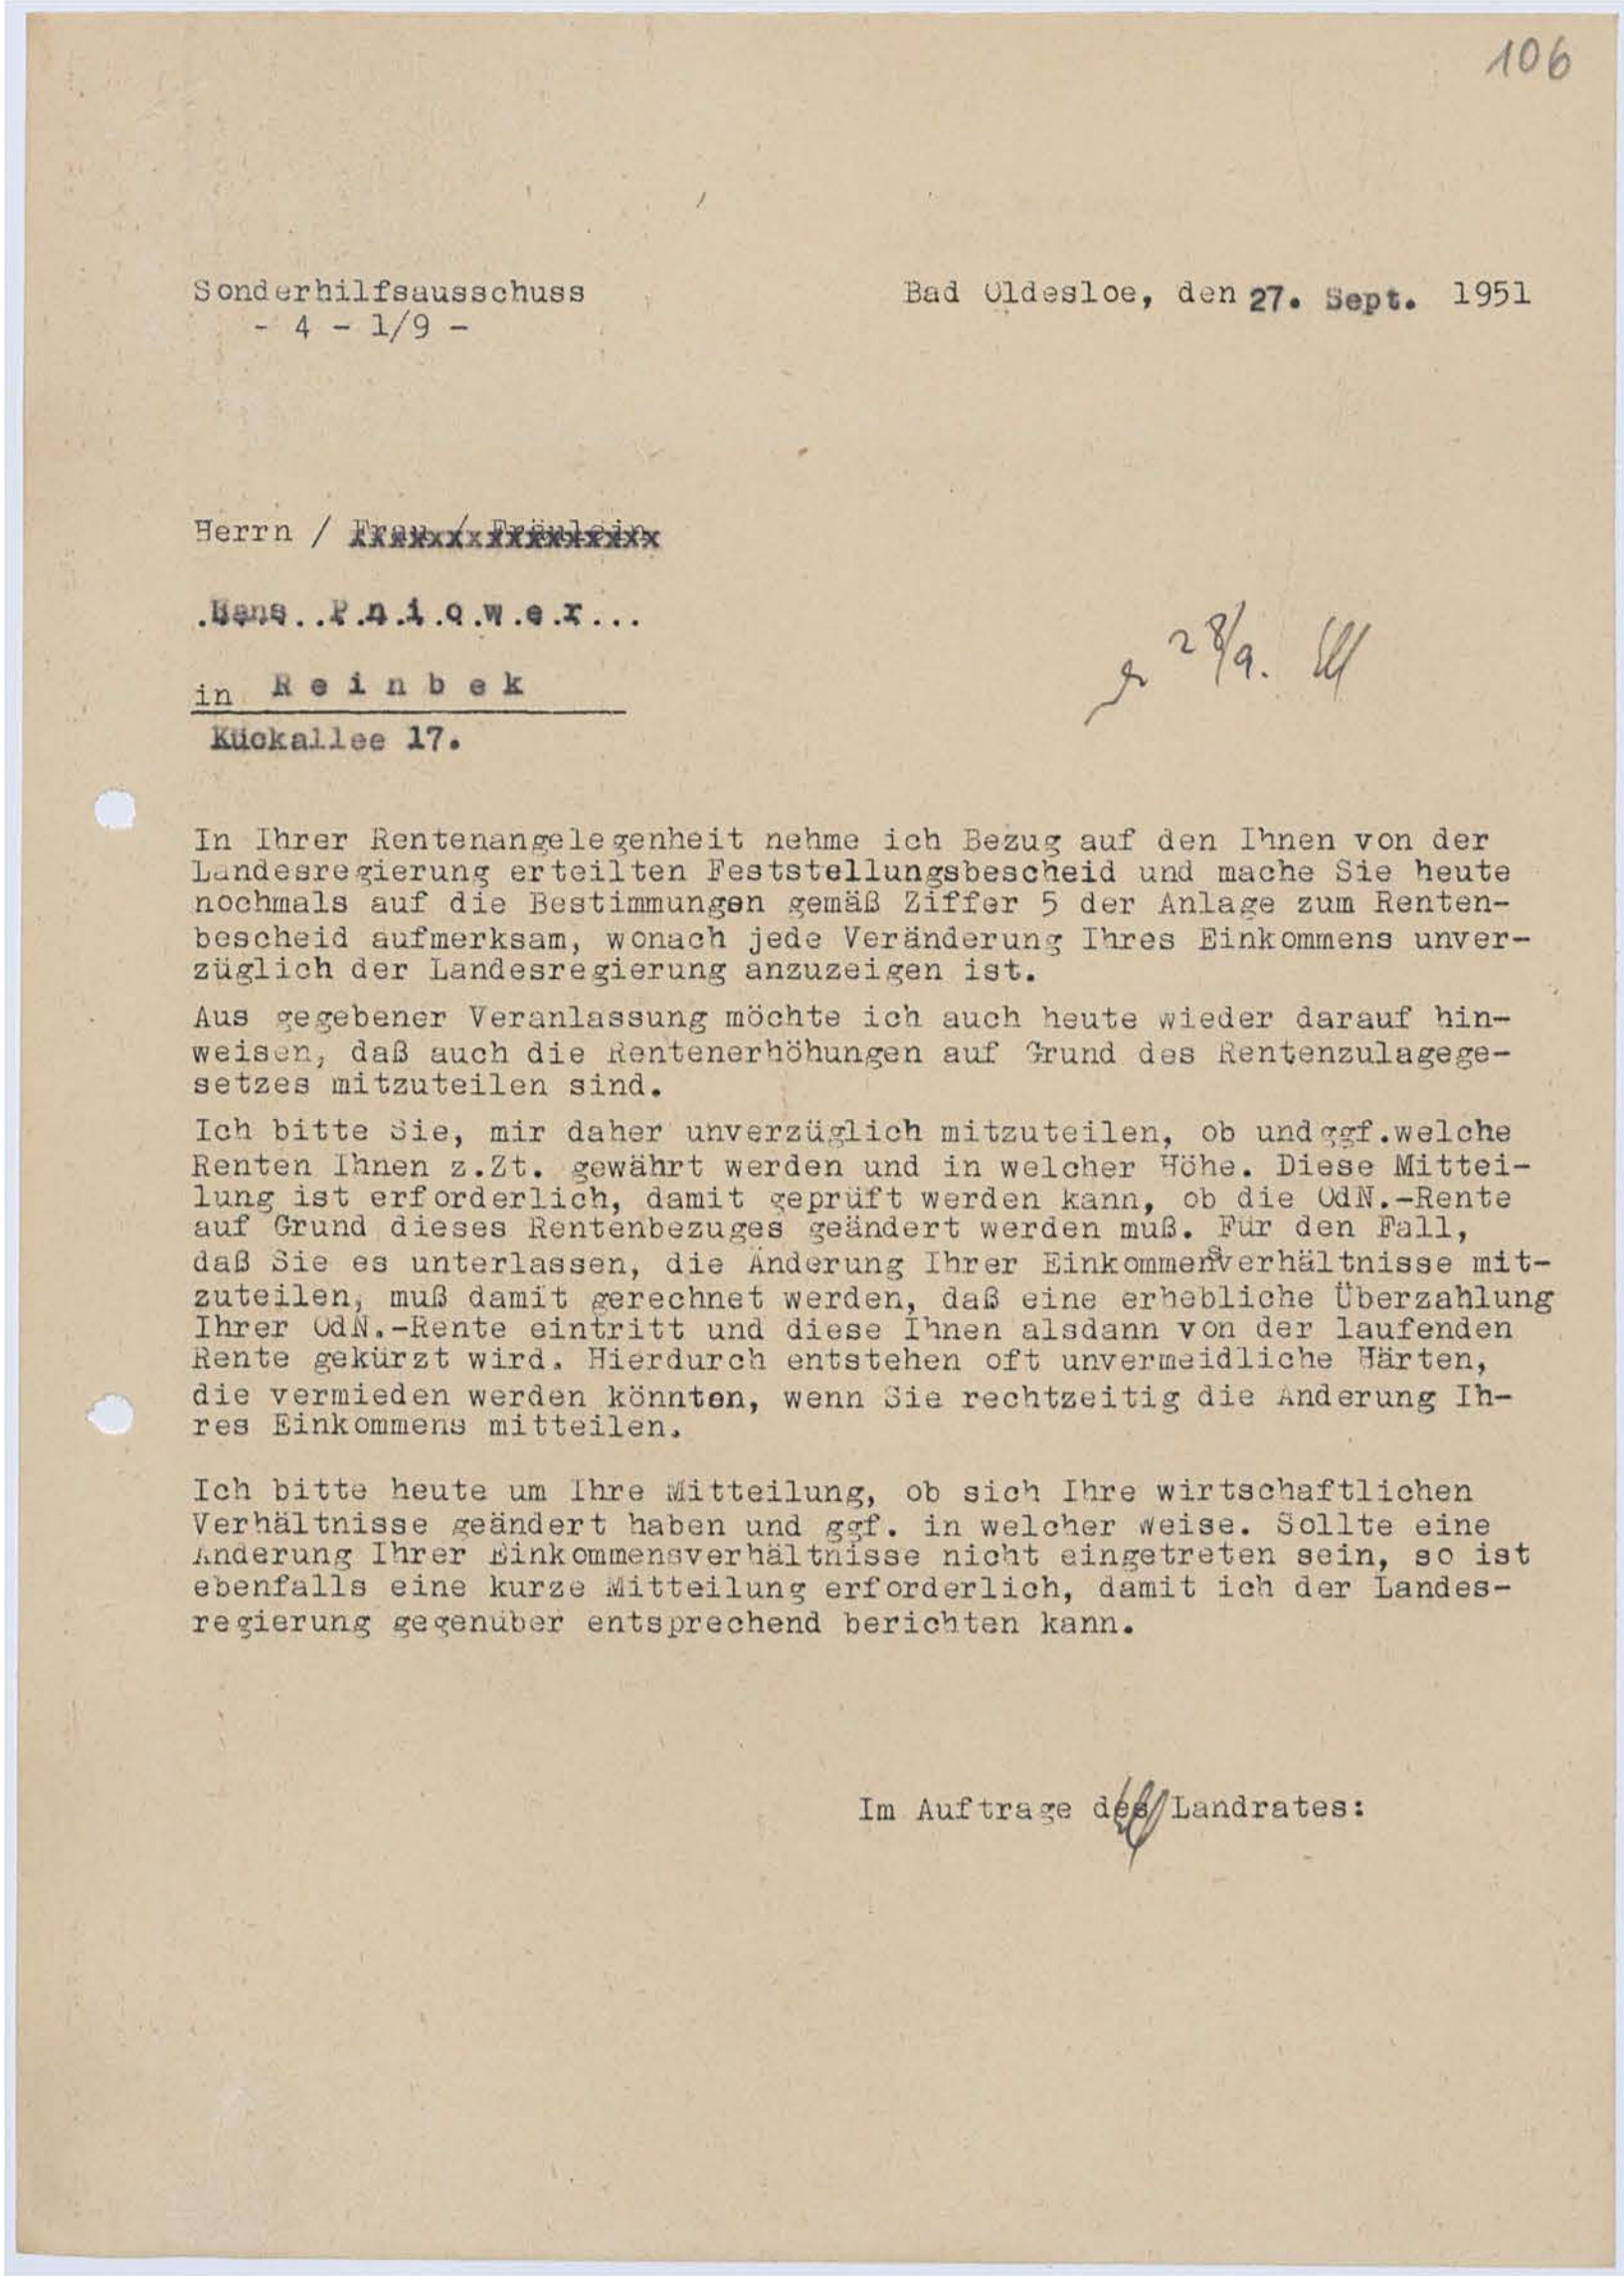 106
Sonderhilfsausschuss
- 4 - 1/9 -
Bad Oldesloe, den 27. Sept. 1951
Herrn / Frau / Fräulein
.Hans..P.n.i.o.w.e.r...
in Reinbek
Kückallee 17.
28/9.
In Ihrer Rentenangelegenheit nehme ich Bezug auf den Ihnen von der
Landesregierung erteilten Feststellungsbescheid und mache Sie heute
nochmals auf die Bestimmungen gemäß Ziffer 5 der Anlage zum Renten-
bescheid aufmerksam, wonach jede Veränderung Ihres Einkommens unver-
züglich der Landesregierung anzuzeigen ist.
Aus gegebener Veranlassung möchte ich auch heute wieder darauf hin-
weisen, daß auch die Rentenerhöhungen auf Grund des Rentenzulagege-
setzes mitzuteilen sind.
Ich bitte Sie, mir daher unverzüglich mitzuteilen, ob und ggf.welche
Renten Ihnen z.Zt. gewährt werden und in welcher Höhe. Diese Mittei-
lung ist erforderlich, damit geprüft werden kann, ob die OdN.-Rente
auf Grund dieses Rentenbezuges geändert werden muß. Für den Fall,
daß Sie es unterlassen, die Änderung Ihrer Einkommensverhältnisse mit-
zuteilen, muß damit gerechnet werden, daß eine erhebliche Überzahlung
Ihrer OdN.-Rente eintritt und diese Ihnen alsdann von der laufenden
Rente gekürzt wird. Hierdurch entstehen oft unvermeidliche Härten,
die vermieden werden könnten, wenn Sie rechtzeitig die Änderung Ih-
res Einkommens mitteilen.
Ich bitte heute um Ihre Mitteilung, ob sich Ihre wirtschaftlichen
Verhältnisse geändert haben und ggf. in welcher Weise. Sollte eine
Änderung Ihrer Einkommensverhältnisse nicht eingetreten sein, so ist
ebenfalls eine kurze Mitteilung erforderlich, damit ich der Landes-
regierung gegenüber entsprechend berichten kann.
Im Auftrage des Landrates: